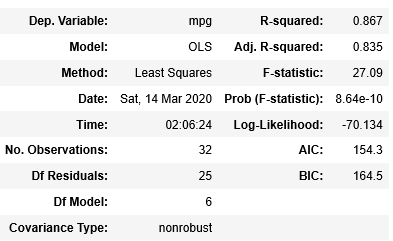 Dep. Variable: mpg R-squared: 0.867
Model: OLS Adj. R-squared: 0.835
Method: Least Squares F-statistic: 27.09
Date: Sat, 14 Mar 2020 Prob (F-statistic): 8.64e-10
Time: 02:06:24 Log-Likelihood: -70.134
No. Observations: 32 AIC: 154.3
Df Residuals: 25 BIC: 164.5
Df Model: 6
Covariance Type: nonrobust